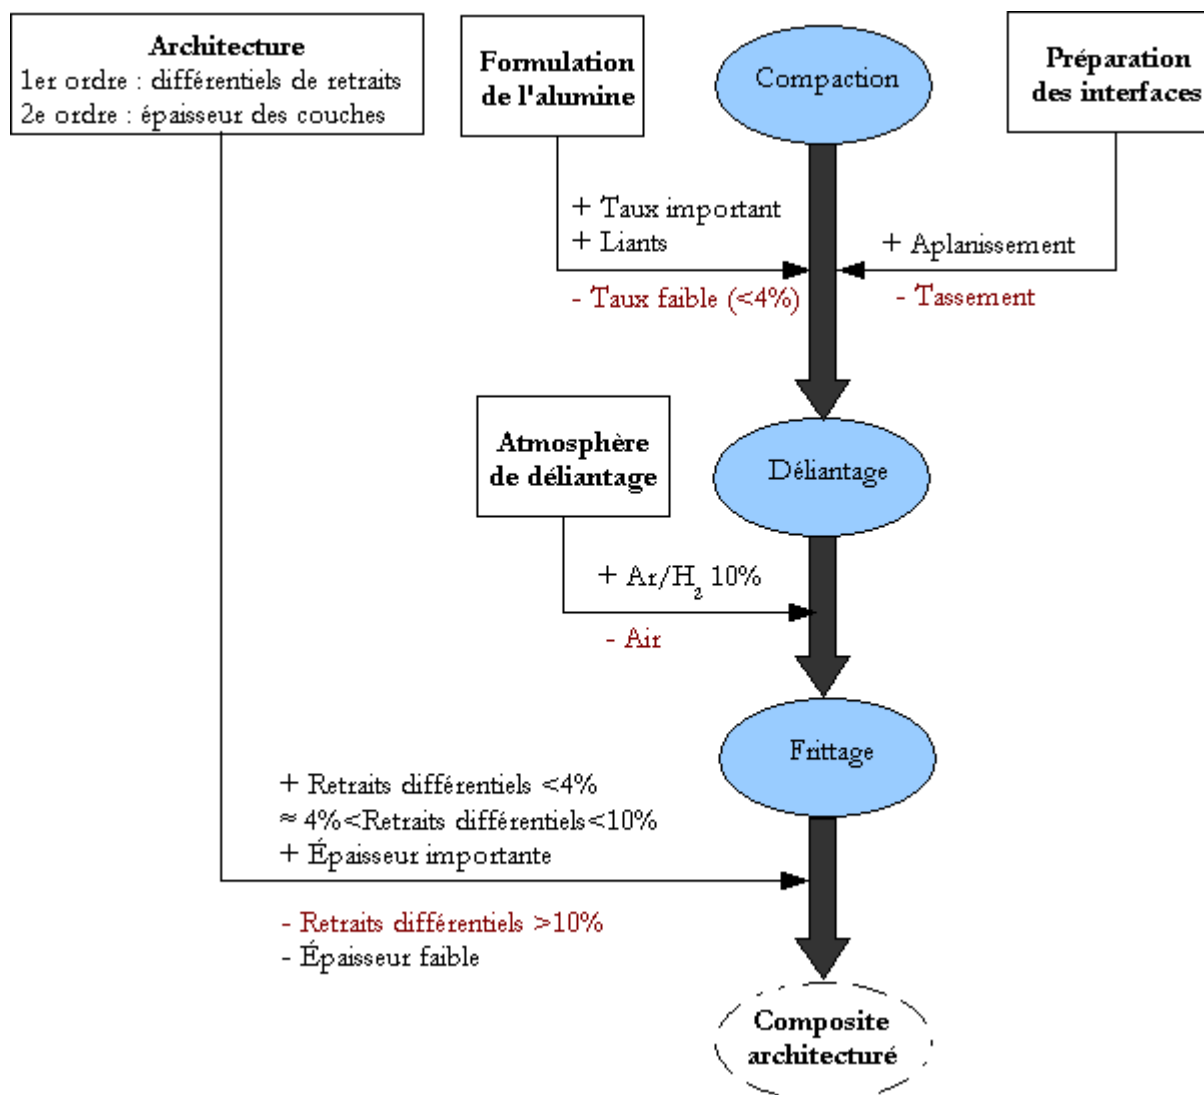 Architecture
1er ordre : différentiels de retraits
2e ordre : épaisseur des couches
Formulation
de l'alumine
Compaction
Préparation
des interfaces
+ Taux important
+ Liants
- Taux faible (<4%)
+ Aplanissement
- Tassement
Atmosphère
de déliantage
Déliantage
+ Ar/H₂ 10%
- Air
Frittage
+ Retraits différentiels <4%
≈ 4%<Retraits différentiels<10%
+ Épaisseur importante
- Retraits différentiels >10%
- Épaisseur faible
Composite
architecturé